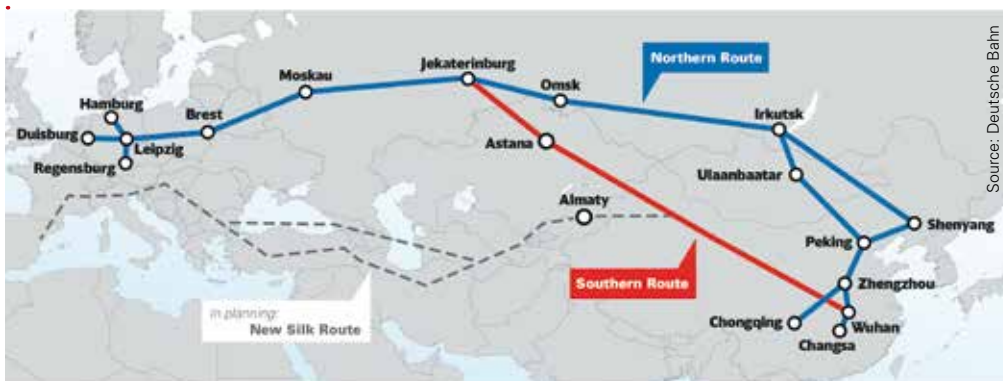 Source: Deutsche Bahn
Northern Route
Jekaterinburg
Moskau
Omsk
Hamburg
Brest
Irkutsk
Duisburg
Leipzig
Astana
Regensburg
Ulaanbaatar
Almaty
Shenyang
Peking
Southern Route
Zhengzhou
In planning:
New Silk Route
Chongqing
Wuhan
Changsa